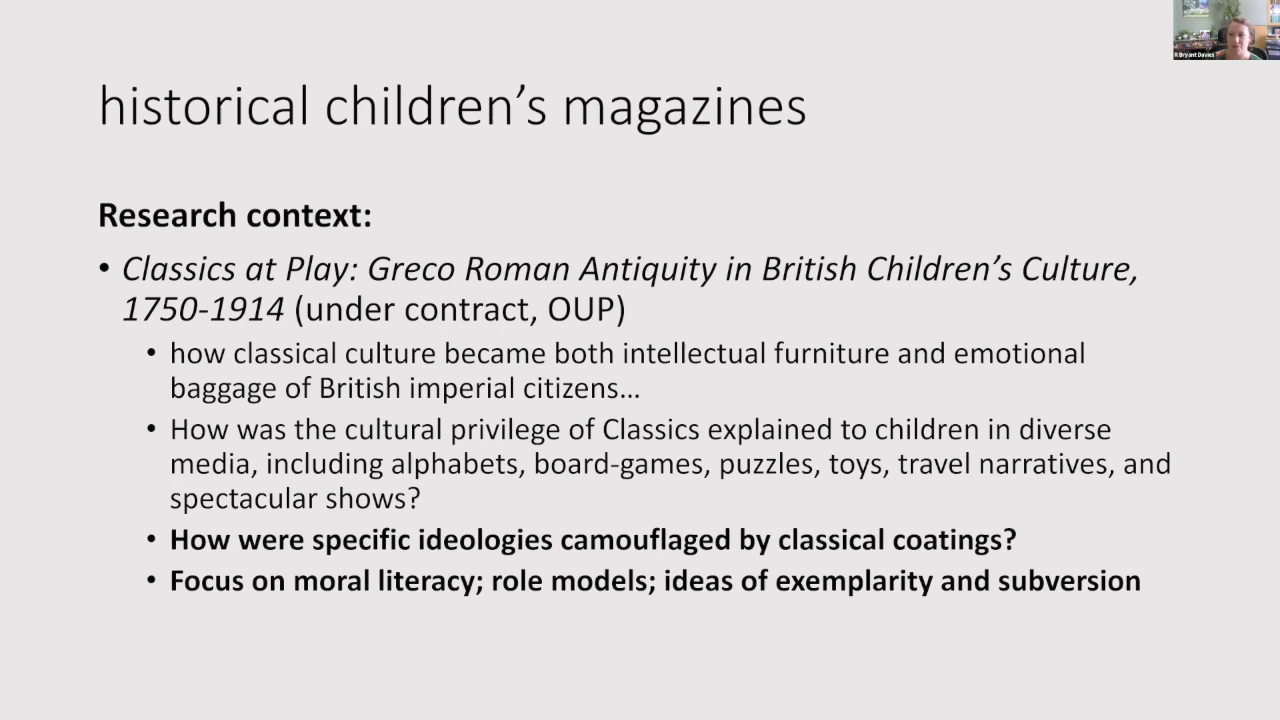 R Bryant Davies
historical children’s magazines
Research context:
• Classics at Play: Greco Roman Antiquity in British Children’s Culture,
1750-1914 (under contract, OUP)
• how classical culture became both intellectual furniture and emotional
baggage of British imperial citizens…
• How was the cultural privilege of Classics explained to children in diverse
media, including alphabets, board-games, puzzles, toys, travel narratives, and
spectacular shows?
• How were specific ideologies camouflaged by classical coatings?
• Focus on moral literacy; role models; ideas of exemplarity and subversion